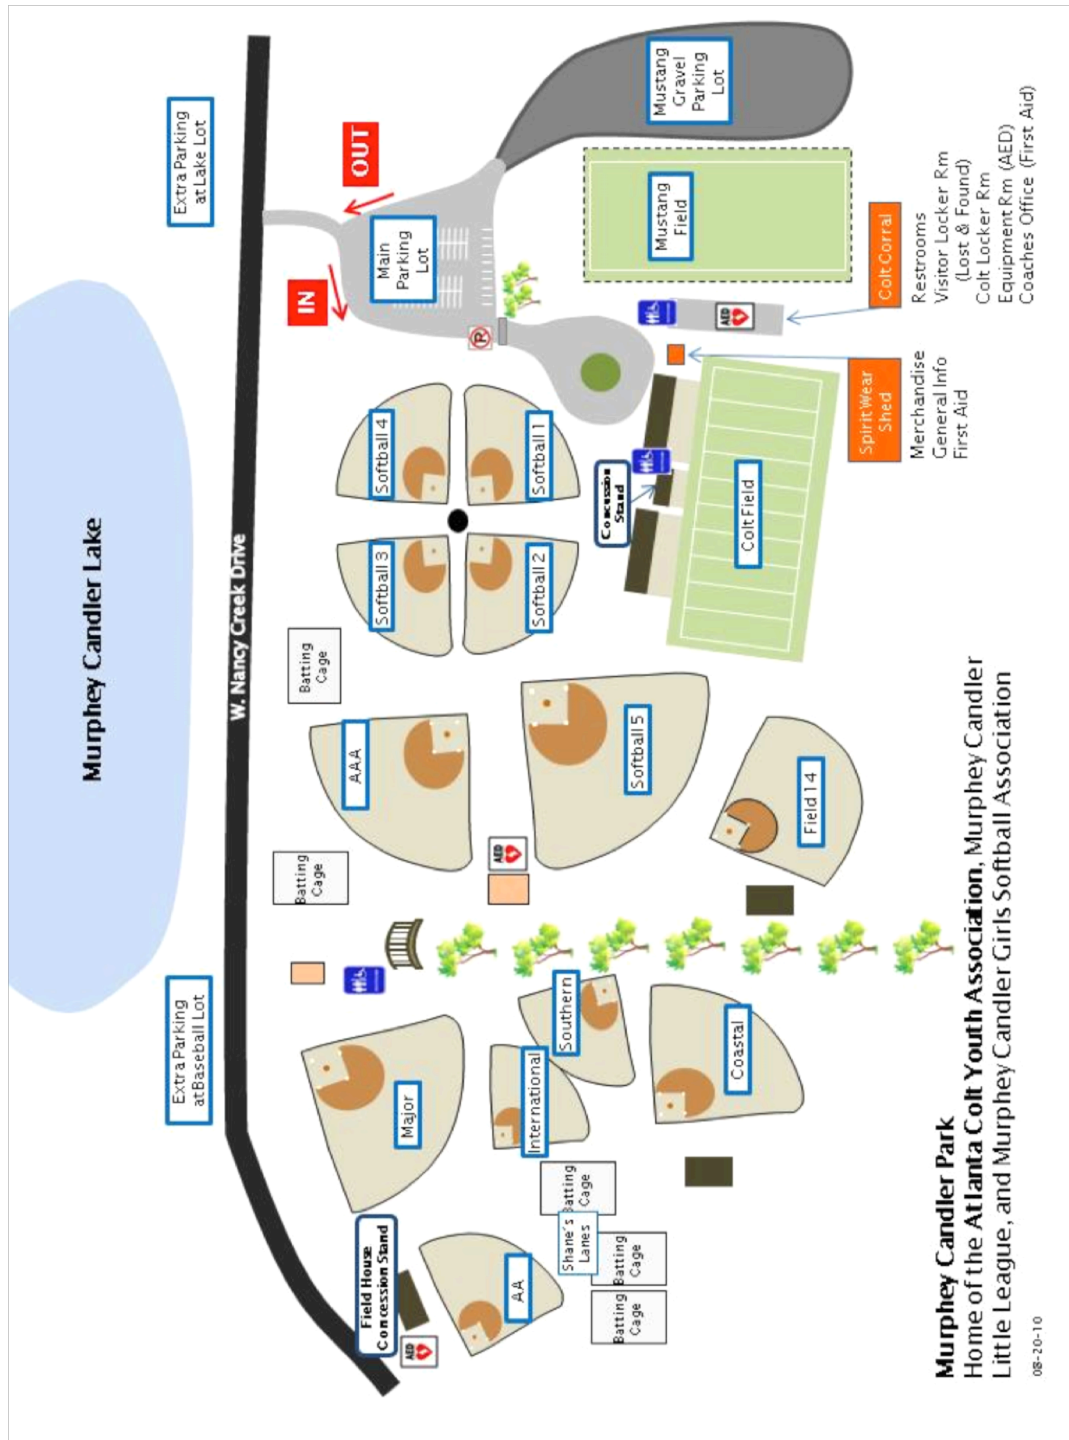 Murphey Candler Lake
Extra Parking
at Baseball Lot
Extra Parking
at Lake Lot
W. Nancy Creek Drive
IN
OUT
Main
Parking
Lot
Mustang
Gravel
Parking
Lot
Mustang
Field
P
Batting
Cage
Batting
Cage
AAA
Softball 3
Softball 4
Softball 2
Softball 1
Softball 5
Field 14
AED
Concession
Stand
Colt Field
AED
Colt Corral
Restrooms
Visitor Locker Rm
(Lost & Found)
Colt Locker Rm
Equipment Rm (AED)
Coaches Office (First Aid)
Spirit Wear
Shed
Merchandise
General Info
First Aid
Field House
Concession Stand
AED
Major
AA
International
Southern
Coastal
Batting
Cage
Shane's
Lanes
Batting
Cage
Batting
Cage
Murphey Candler Park
Home of the Atlanta Colt Youth Association, Murphey Candler
Little League, and Murphey Candler Girls Softball Association
08-20-10